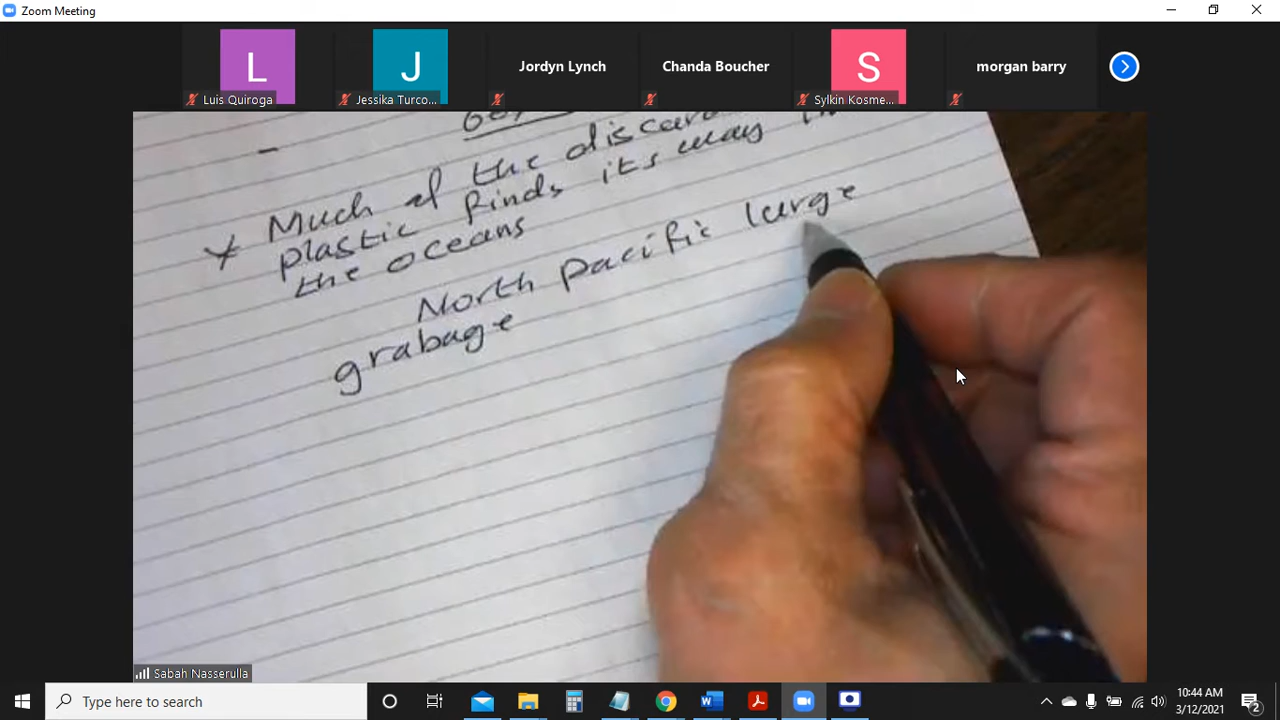 Zoom Meeting
L
Luis Quiroga
J
Jessika Turco...
Jordyn Lynch
Chanda Boucher
S
Sylkin Kosme...
morgan barry
Much of the discar
plastic finds its way in
the oceans
North pacific large
grabage
Sabah Nasserulla
Type here to search
10:44 AM
3/12/2021
2